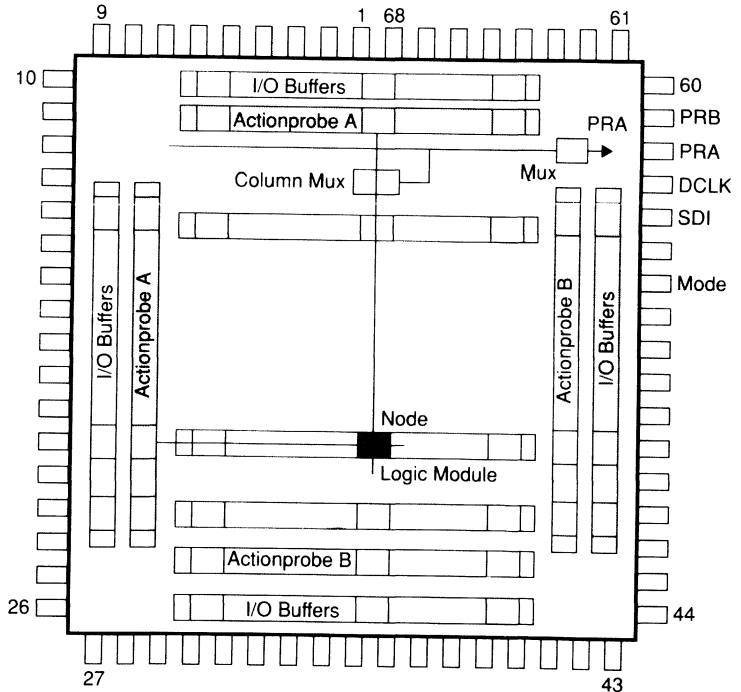 9
1
68
61
10
I/O Buffers
60
Actionprobe A
PRA
PRB
PRA
Column Mux
Mux
DCLK
SDI
Mode
I/O Buffers
Actionprobe A
Actionprobe B
I/O Buffers
Node
Logic Module
Actionprobe B
I/O Buffers
26
44
27
43